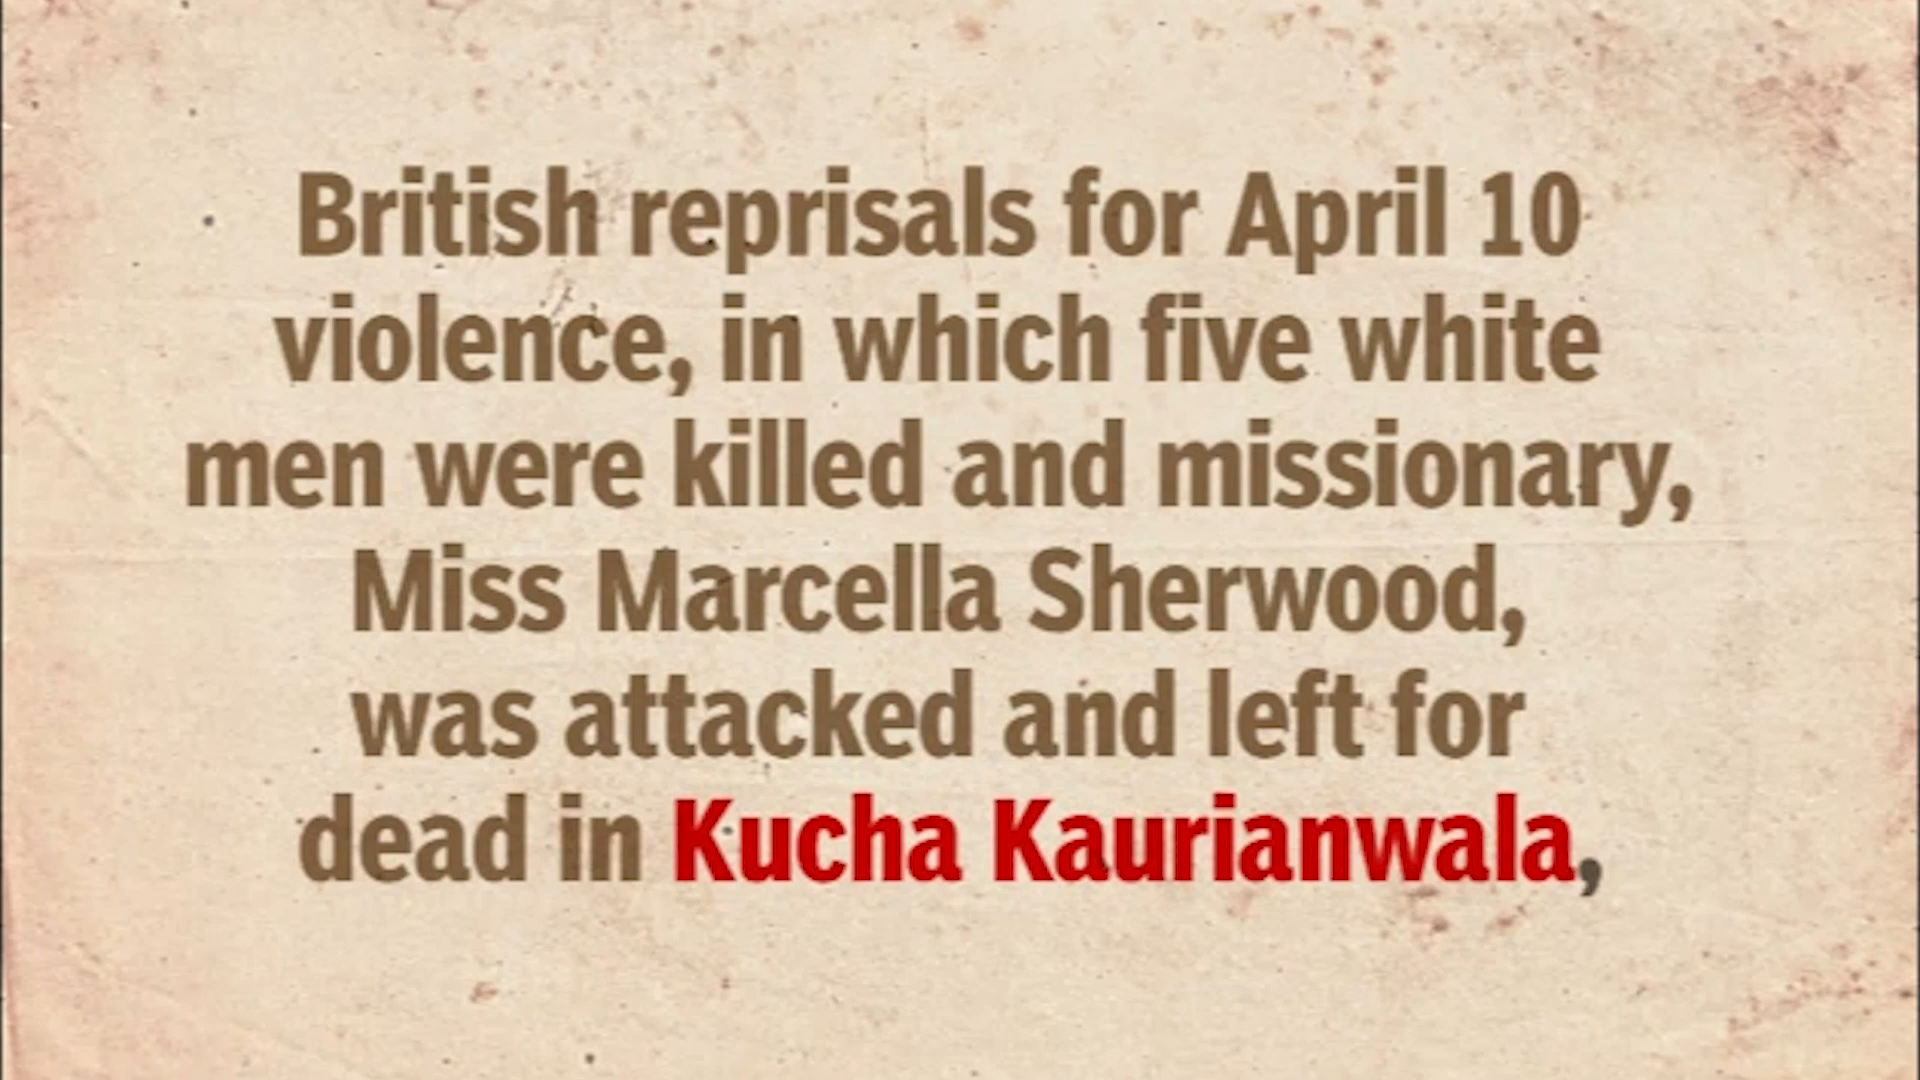 British reprisals for April 10
violence, in which five white
men were killed and missionary,
Miss Marcella Sherwood,
was attacked and left for
dead in Kucha Kaurianwala,